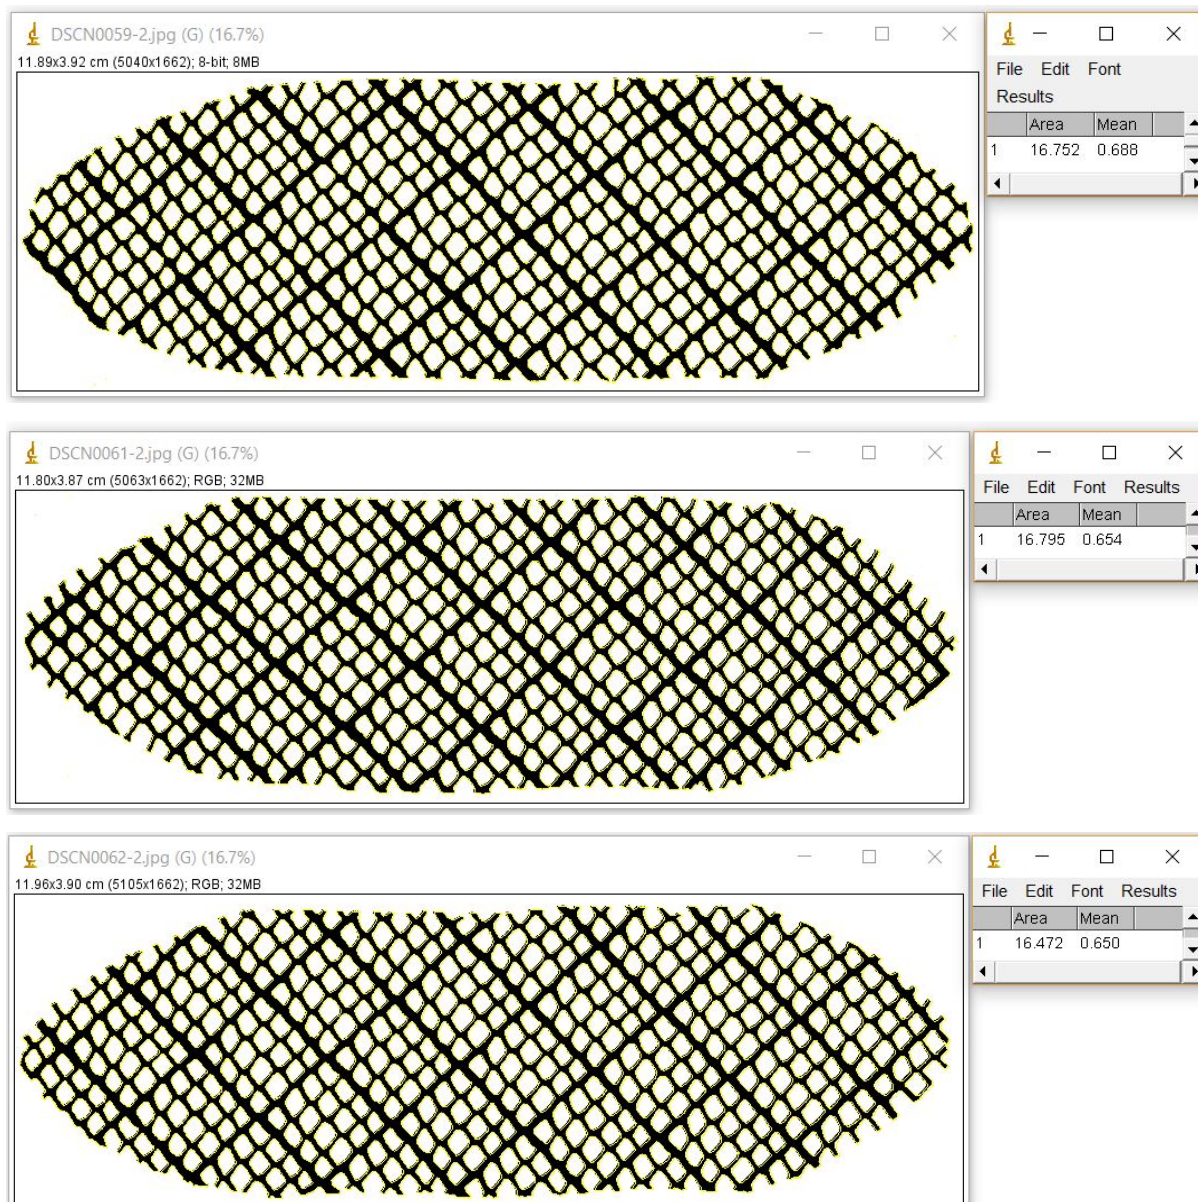 DSCN0059-2.jpg (G) (16.7%)
11.89x3.92 cm (5040x1662); 8-bit; 8MB
File Edit Font
Results
Area Mean
1 16.752 0.688
DSCN0061-2.jpg (G) (16.7%)
11.80x3.87 cm (5063x1662); RGB; 32MB
File Edit Font Results
Area Mean
1 16.795 0.654
DSCN0062-2.jpg (G) (16.7%)
11.96x3.90 cm (5105x1662); RGB; 32MB
File Edit Font Results
Area Mean
1 16.472 0.650